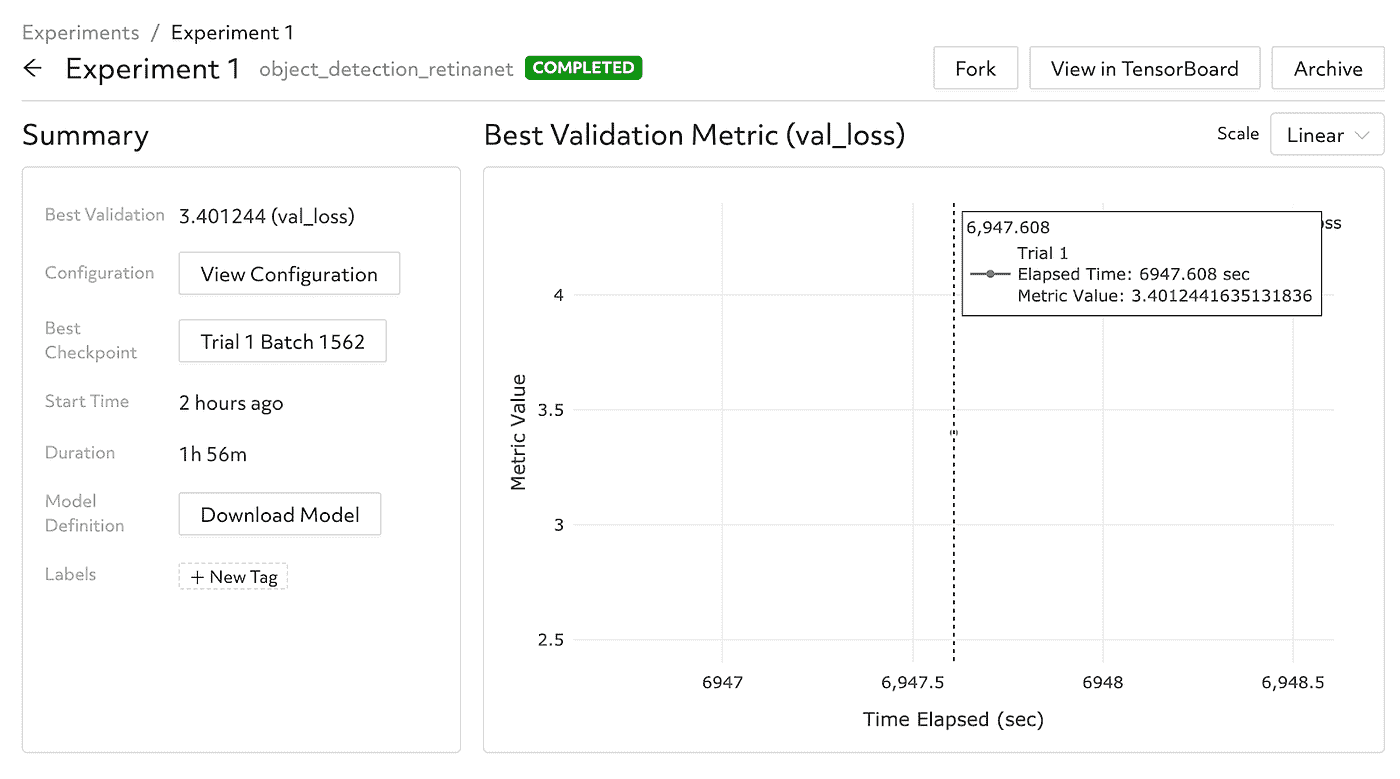 Experiments / Experiment 1
← Experiment 1 object_detection_retinanet COMPLETED Fork View in TensorBoard Archive
Summary
Best Validation 3.401244 (val_loss)
Configuration View Configuration
Best
Checkpoint
Trial 1 Batch 1562
Start Time 2 hours ago
Duration 1h 56m
Model
Definition
Download Model
Labels + New Tag
Best Validation Metric (val_loss) Scale Linear
6,947.608
Trial 1
Elapsed Time: 6947.608 sec
Metric Value: 3.4012441635131836
Metric Value
4
3.5
3
2.5
6947 6,947.5 6948 6,948.5
Time Elapsed (sec)